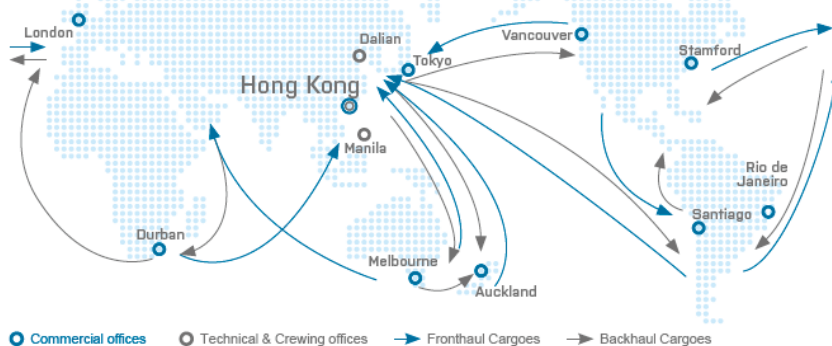 London
Dalian
Vancouver
Stamford
Tokyo
Hong Kong
Manila
Rio de
Janeiro
Santiago
Durban
Melbourne
Auckland
Commercial offices
Technical & Crewing offices
Fronthaul Cargoes
Backhaul Cargoes